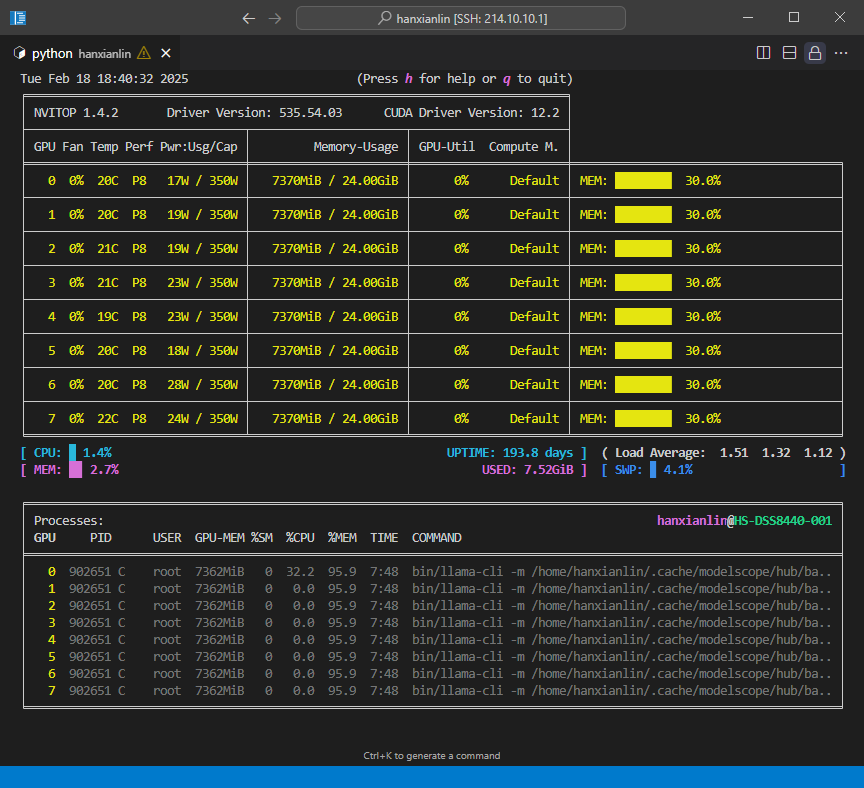 hanxianlin [SSH: 214.10.10.1]
python hanxianlin
Tue Feb 18 18:40:32 2025 (Press h for help or q to quit)
NVITOP 1.4.2 Driver Version: 535.54.03 CUDA Driver Version: 12.2
GPU Fan Temp Perf Pwr:Usg/Cap Memory-Usage GPU-Util Compute M.
0 0% 20C P8 17W / 350W 7370MiB / 24.00GiB 0% Default MEM: 30.0%
1 0% 20C P8 19W / 350W 7370MiB / 24.00GiB 0% Default MEM: 30.0%
2 0% 21C P8 19W / 350W 7370MiB / 24.00GiB 0% Default MEM: 30.0%
3 0% 21C P8 23W / 350W 7370MiB / 24.00GiB 0% Default MEM: 30.0%
4 0% 19C P8 23W / 350W 7370MiB / 24.00GiB 0% Default MEM: 30.0%
5 0% 20C P8 18W / 350W 7370MiB / 24.00GiB 0% Default MEM: 30.0%
6 0% 20C P8 28W / 350W 7370MiB / 24.00GiB 0% Default MEM: 30.0%
7 0% 22C P8 24W / 350W 7370MiB / 24.00GiB 0% Default MEM: 30.0%
[ CPU: 1.4% UPTIME: 193.8 days ] ( Load Average: 1.51 1.32 1.12 )
[ MEM: 2.7% USED: 7.52GiB ] [ SWP: 4.1% ]
Processes: hanxianlin@HS-DSS8440-001
GPU PID USER GPU-MEM %SM %CPU %MEM TIME COMMAND
0 902651 C root 7362MiB 0 32.2 95.9 7:48 bin/llama-cli -m /home/hanxianlin/.cache/modelscope/hub/ba..
1 902651 C root 7362MiB 0 0.0 95.9 7:48 bin/llama-cli -m /home/hanxianlin/.cache/modelscope/hub/ba..
2 902651 C root 7362MiB 0 0.0 95.9 7:48 bin/llama-cli -m /home/hanxianlin/.cache/modelscope/hub/ba..
3 902651 C root 7362MiB 0 0.0 95.9 7:48 bin/llama-cli -m /home/hanxianlin/.cache/modelscope/hub/ba..
4 902651 C root 7362MiB 0 0.0 95.9 7:48 bin/llama-cli -m /home/hanxianlin/.cache/modelscope/hub/ba..
5 902651 C root 7362MiB 0 0.0 95.9 7:48 bin/llama-cli -m /home/hanxianlin/.cache/modelscope/hub/ba..
6 902651 C root 7362MiB 0 0.0 95.9 7:48 bin/llama-cli -m /home/hanxianlin/.cache/modelscope/hub/ba..
7 902651 C root 7362MiB 0 0.0 95.9 7:48 bin/llama-cli -m /home/hanxianlin/.cache/modelscope/hub/ba..
Ctrl+K to generate a command